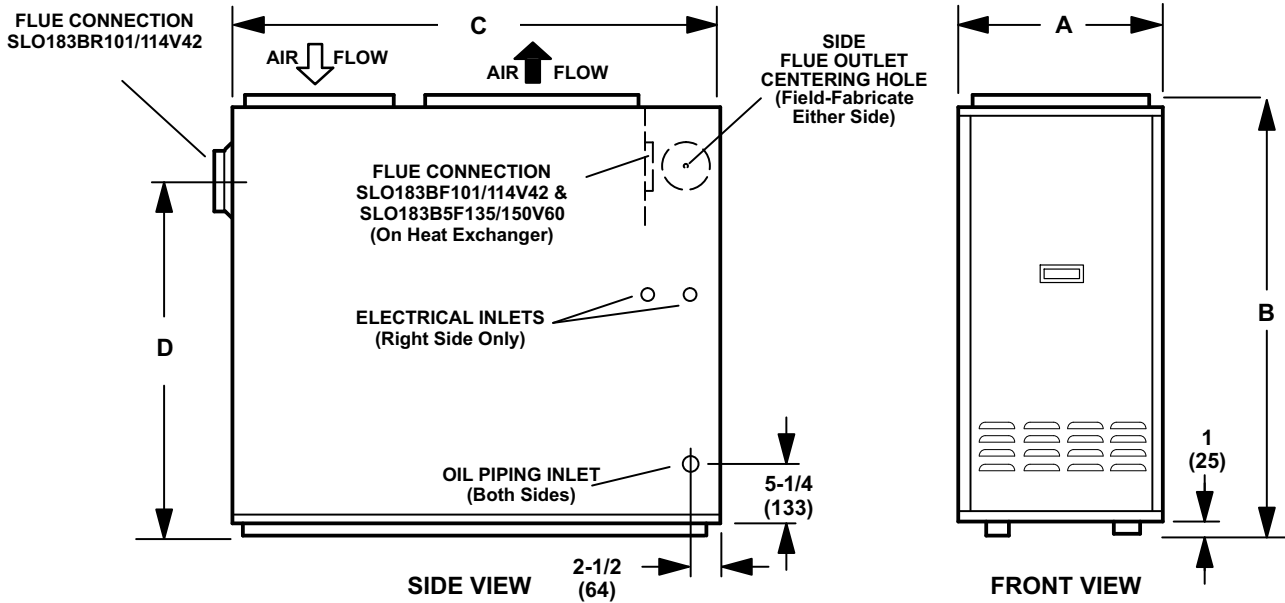 FLUE CONNECTION
SLO183BR101/114V42
C
AIR FLOW
AIR FLOW
SIDE
FLUE OUTLET
CENTERING HOLE
(Field-Fabricate
Either Side)
FLUE CONNECTION
SLO183BF101/114V42 &
SLO183B5F135/150V60
(On Heat Exchanger)
ELECTRICAL INLETS
(Right Side Only)
D
OIL PIPING INLET
(Both Sides)
5-1/4
(133)
2-1/2
(64)
SIDE VIEW
A
B
1
(25)
FRONT VIEW